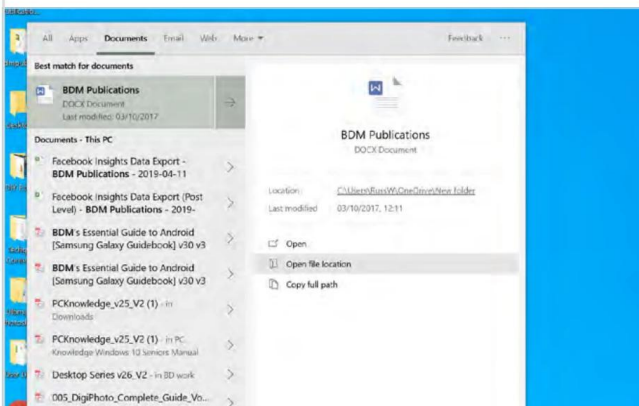 All Apps Documents Email Web More Feedback ...
Best match for documents
BDM Publications
DOCX Document
Last modified: 03/10/2017
Documents - This PC
Facebook Insights Data Export -
BDM Publications - 2019-04-11
Facebook Insights Data Export (Post
Level) - BDM Publications - 2019-
BDM's Essential Guide to Android
[Samsung Galaxy Guidebook] v30 v3
BDM's Essential Guide to Android
[Samsung Galaxy Guidebook] v30 v3
PCKnowledge_v25_V2 (1) - in
Downloads
PCKnowledge_v25_V2 (1) - in PC
Knowledge Windows 10 Seniors Manual
Desktop Series v26_V2 - in BD work
005_DigiPhoto_Complete_Guide_Vo...
BDM Publications
DOCX Document
Location C:\Users\RussW\OneDrive\New folder
Last modified 03/10/2017, 12:11
Open
Open file location
Copy full path